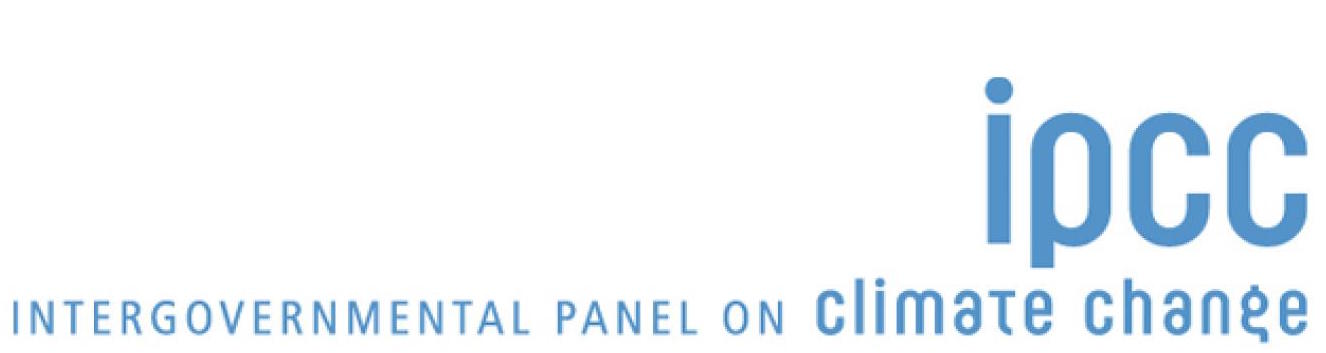 ipcc
INTERGOVERNMENTAL PANEL ON climate change